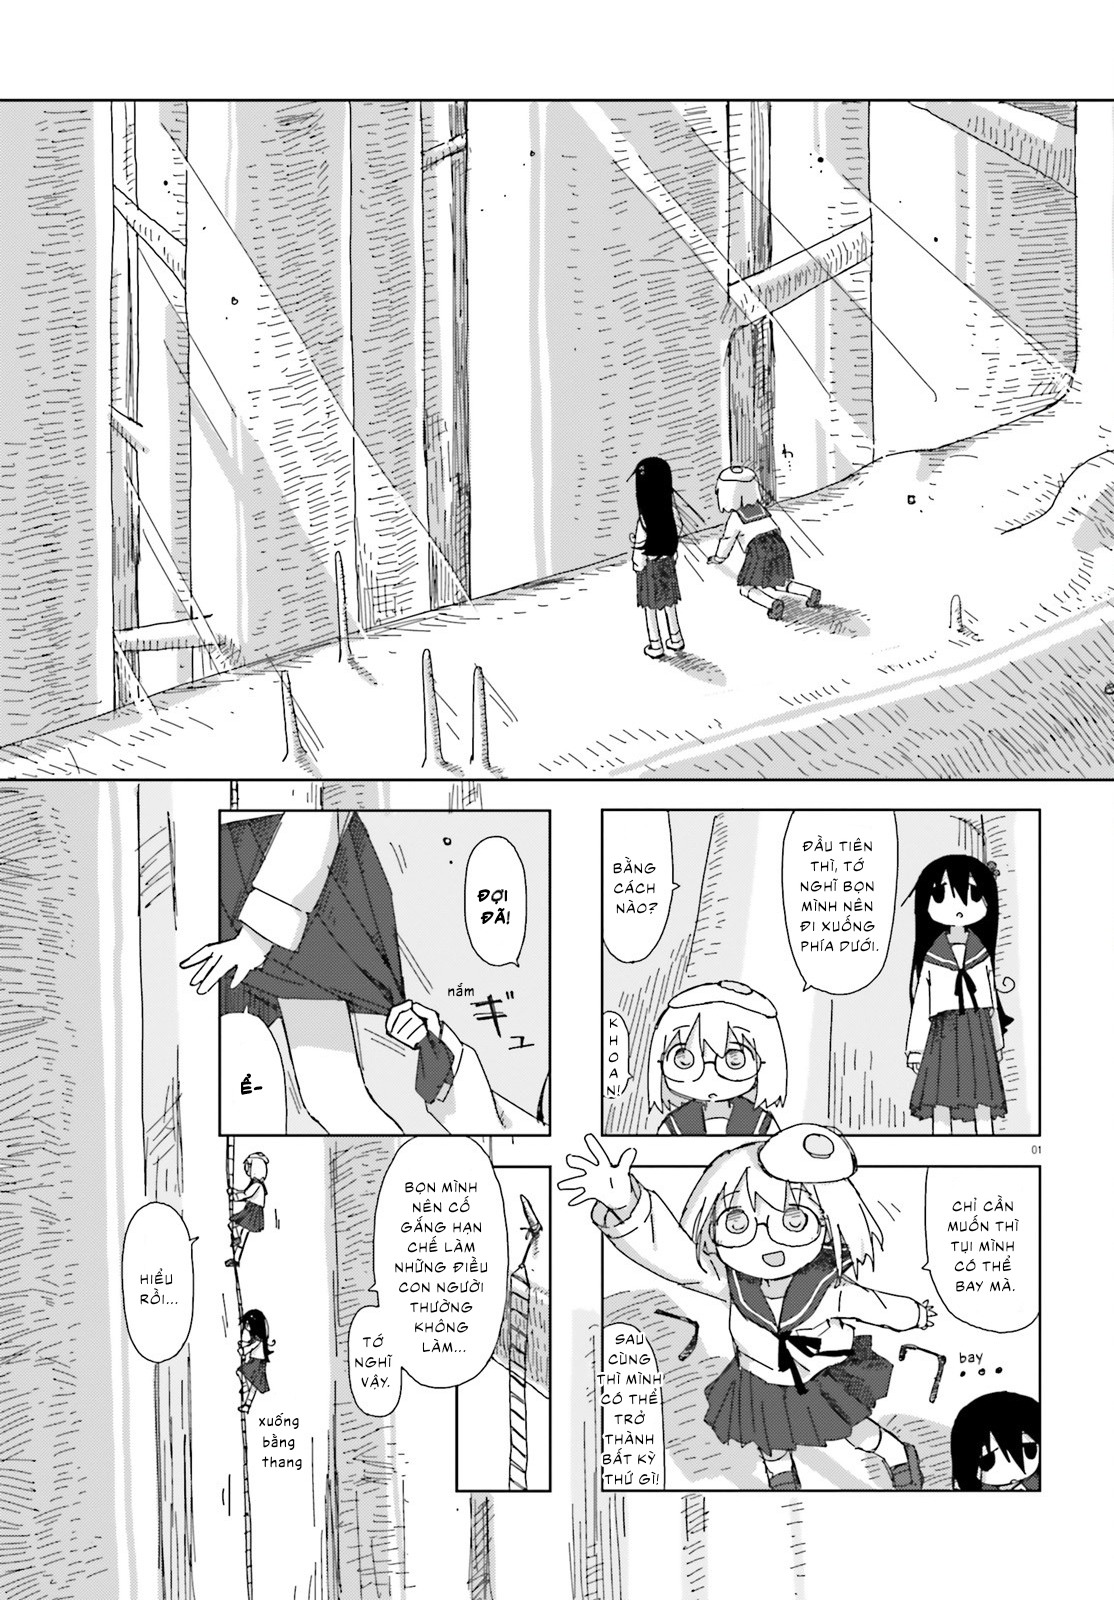 わ
ĐẦU TIÊN
THÌ, TỚ
NGHĨ BỌN
MÌNH NÊN
ĐI XUỐNG
PHÍA DƯỚI.
BẰNG
CÁCH
NÀO?
K
H
O
A
N!
01
CHỈ CẦN
MUỐN THÌ
TỤI MÌNH
CÓ THỂ
BAY MÀ.
bay
SAU
CÙNG
THÌ MÌNH
CÓ THỂ
TRỞ
THÀNH
BẤT KỲ
THỨ GÌ!
ĐỢI
ĐÃ!
nắm
ギュ
Ể-
BỌN MÌNH
NÊN CỐ
GẮNG HẠN
CHẾ LÀM
NHỮNG ĐIỀU
CON NGƯỜI
THƯỜNG
KHÔNG
LÀM...
TỚ
NGHĨ
VẬY.
HIỂU
RỒI...
xuống
bằng
thang